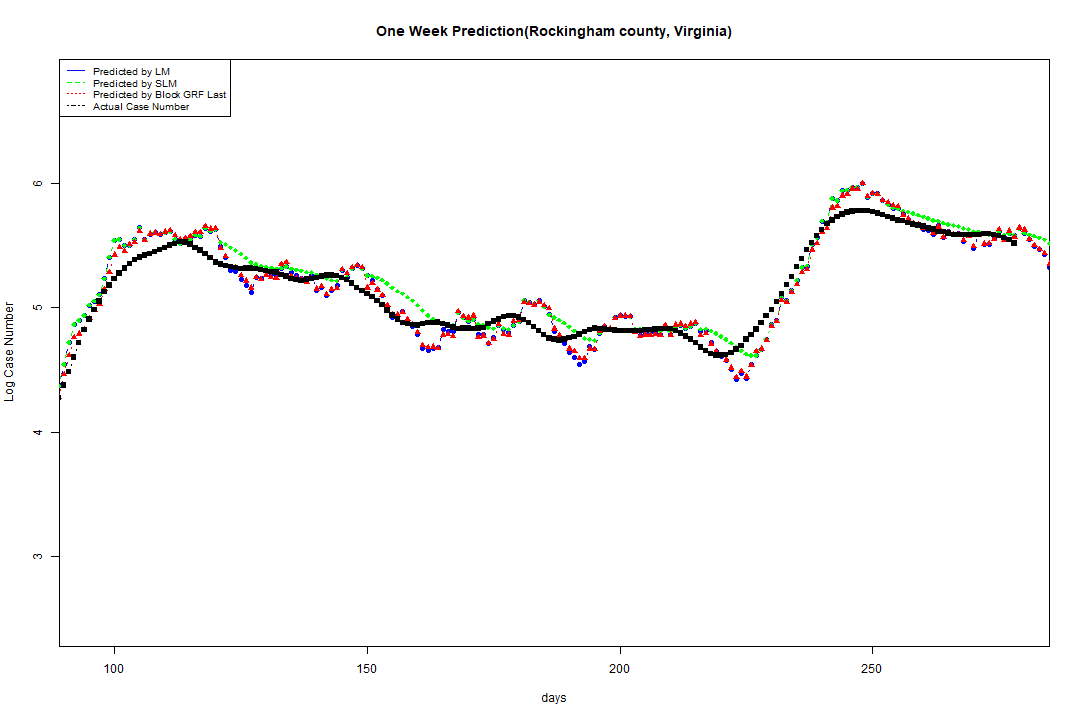 One Week Prediction(Rockingham county, Virginia)
Predicted by LM
Predicted by SLM
Predicted by Block GRF Last
Actual Case Number
6
5
4
3
Log Case Number
100 150 200 250
days